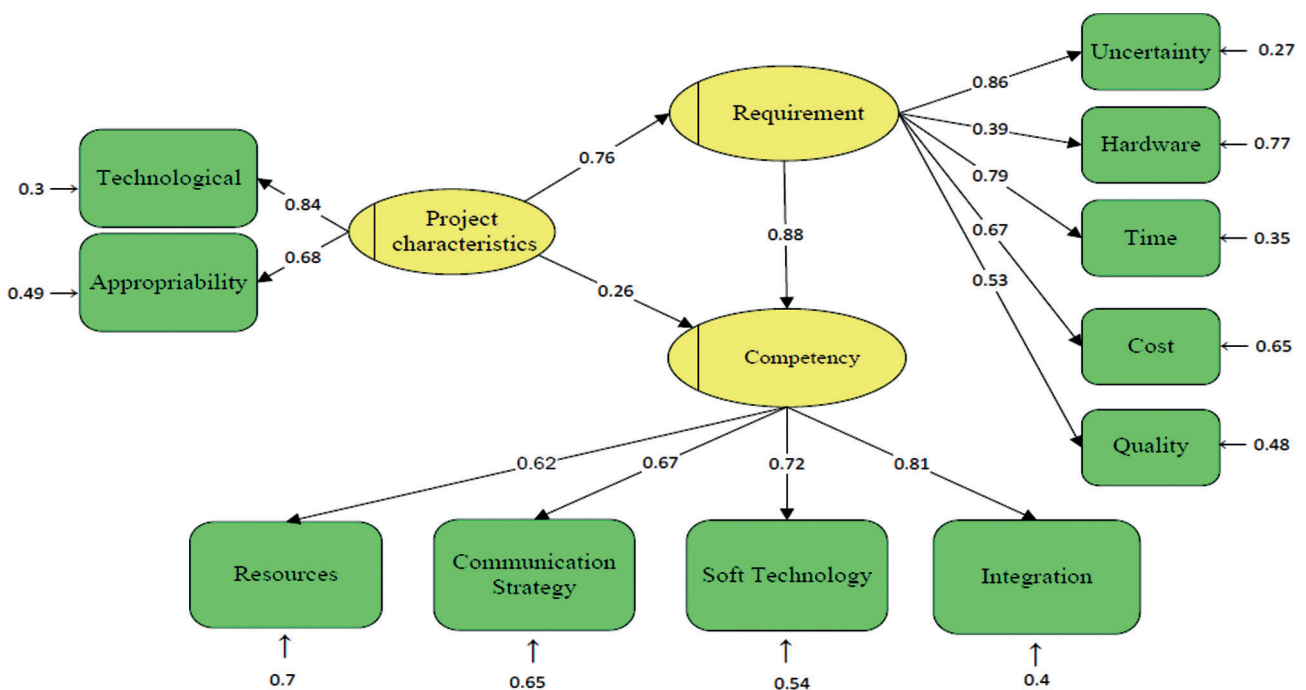 Uncertainty
0.27
0.86
Requirement
Hardware
0.77
0.39
Technological
0.76
0.79
0.3
0.84
Project
characteristics
Time
0.35
0.67
0.88
0.68
Appropriability
0.49
0.53
0.26
Cost
0.65
Competency
Quality
0.48
0.62
0.67
0.72
0.81
Resources
Communication
Strategy
Soft Technology
Integration
0.7
0.65
0.54
0.4